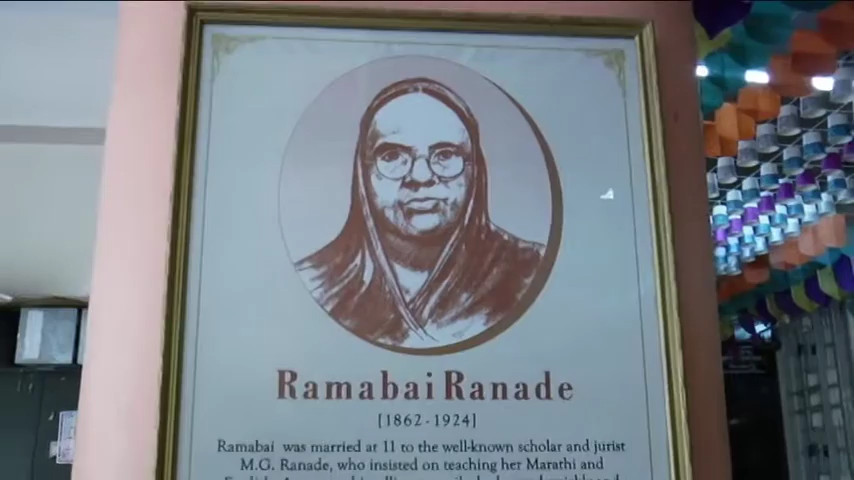 Ramabai Ranade
[1862-1924]
Ramabai was married at 11 to the well-known scholar and jurist
M.G. Ranade, who insisted on teaching her Marathi and